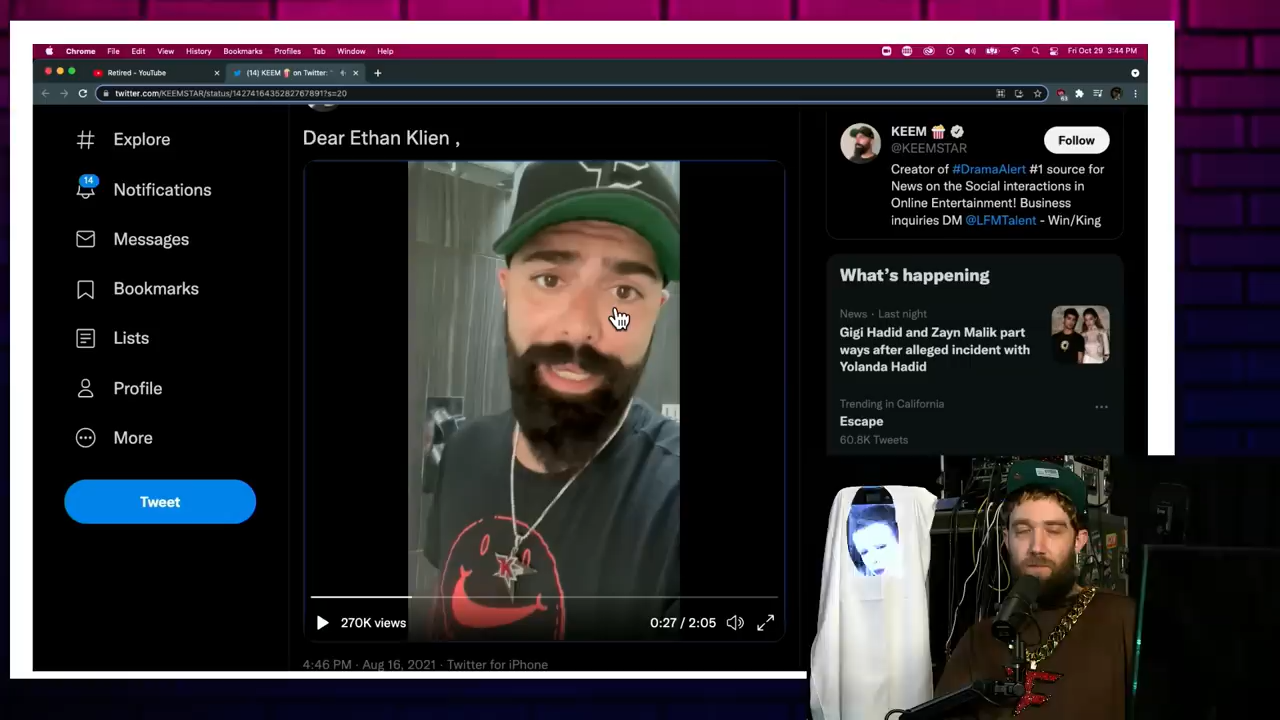 Chrome File Edit View History Bookmarks Profiles Tab Window Help
Fri Oct 29 3:44 PM
Retired - YouTube
(14) KEEM 🍿 on Twitter: "
twitter.com/KEEMSTAR/status/1427416435282767891?s=20
Explore
14
Notifications
Messages
Bookmarks
Lists
Profile
More
Tweet
Dear Ethan Klien ,
270K views
0:27 / 2:05
4:46 PM · Aug 16, 2021 · Twitter for iPhone
KEEM 🍿
@KEEMSTAR
Follow
Creator of #DramaAlert #1 source for
News on the Social interactions in
Online Entertainment! Business
inquiries DM @LFMTalent - Win/King
What's happening
News · Last night
Gigi Hadid and Zayn Malik part
ways after alleged incident with
Yolanda Hadid
Trending in California
Escape
60.8K Tweets
K